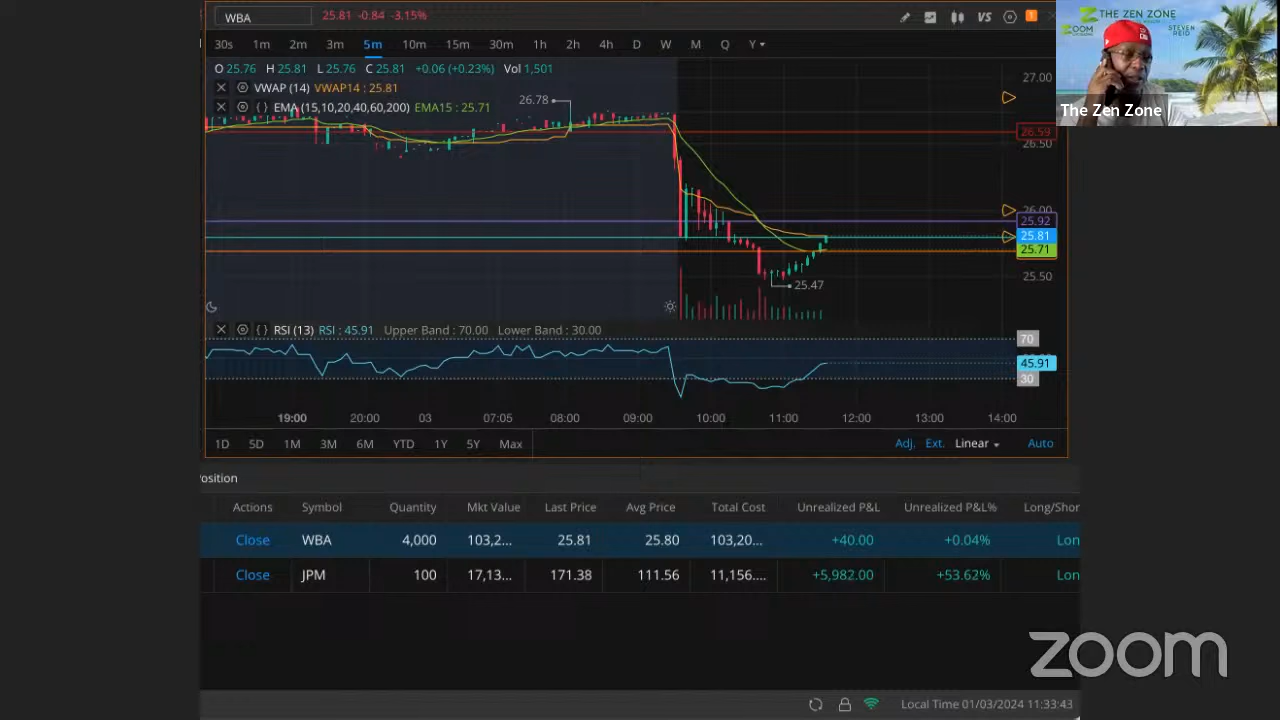 WBA
25.81 -0.84 -3.15%
VS
1
30s 1m 2m 3m 5m 10m 15m 30m 1h 2h 4h D W M Q Y
O 25.76 H 25.81 L 25.76 C 25.81 +0.06 (+0.23%) Vol 1,501
VWAP (14) VWAP14 : 25.81
EMA (15,10,20,40,60,200) EMA15 : 25.71
26.78
25.47
27.00
26.59
26.50
26.00
25.92
25.81
25.71
25.50
RSI (13) RSI : 45.91 Upper Band : 70.00 Lower Band : 30.00
70
45.91
30
19:00 20:00 03 07:05 08:00 09:00 10:00 11:00 12:00 13:00 14:00
1D 5D 1M 3M 6M YTD 1Y 5Y Max
Adj. Ext. Linear Auto
THE ZEN ZONE
ZOOM
STEVEN
REID
The Zen Zone
osition
Actions Symbol Quantity Mkt Value Last Price Avg Price Total Cost Unrealized P&L Unrealized P&L% Long/Shor
Close WBA 4,000 103,2... 25.81 25.80 103,20... +40.00 +0.04% Lon
Close JPM 100 17,13... 171.38 111.56 11,156.... +5,982.00 +53.62% Lon
zoom
Local Time 01/03/2024 11:33:43